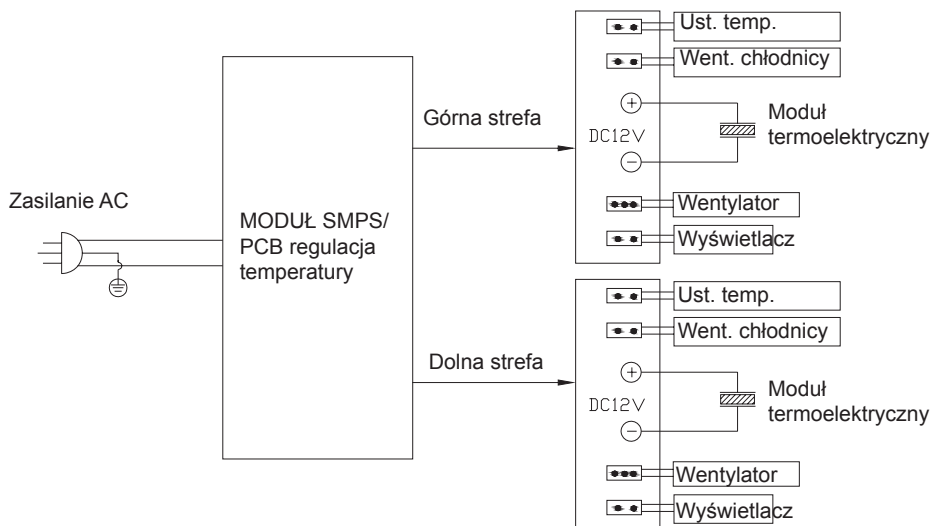 Zasilanie AC
MODUŁ SMPS/
PCB regulacja
temperatury
Górna strefa
Ust. temp.
Went. chłodnicy
DC12V
Moduł
termoelektryczny
Wentylator
Wyświetlacz
Dolna strefa
Ust. temp.
Went. chłodnicy
DC12V
Moduł
termoelektryczny
Wentylator
Wyświetlacz